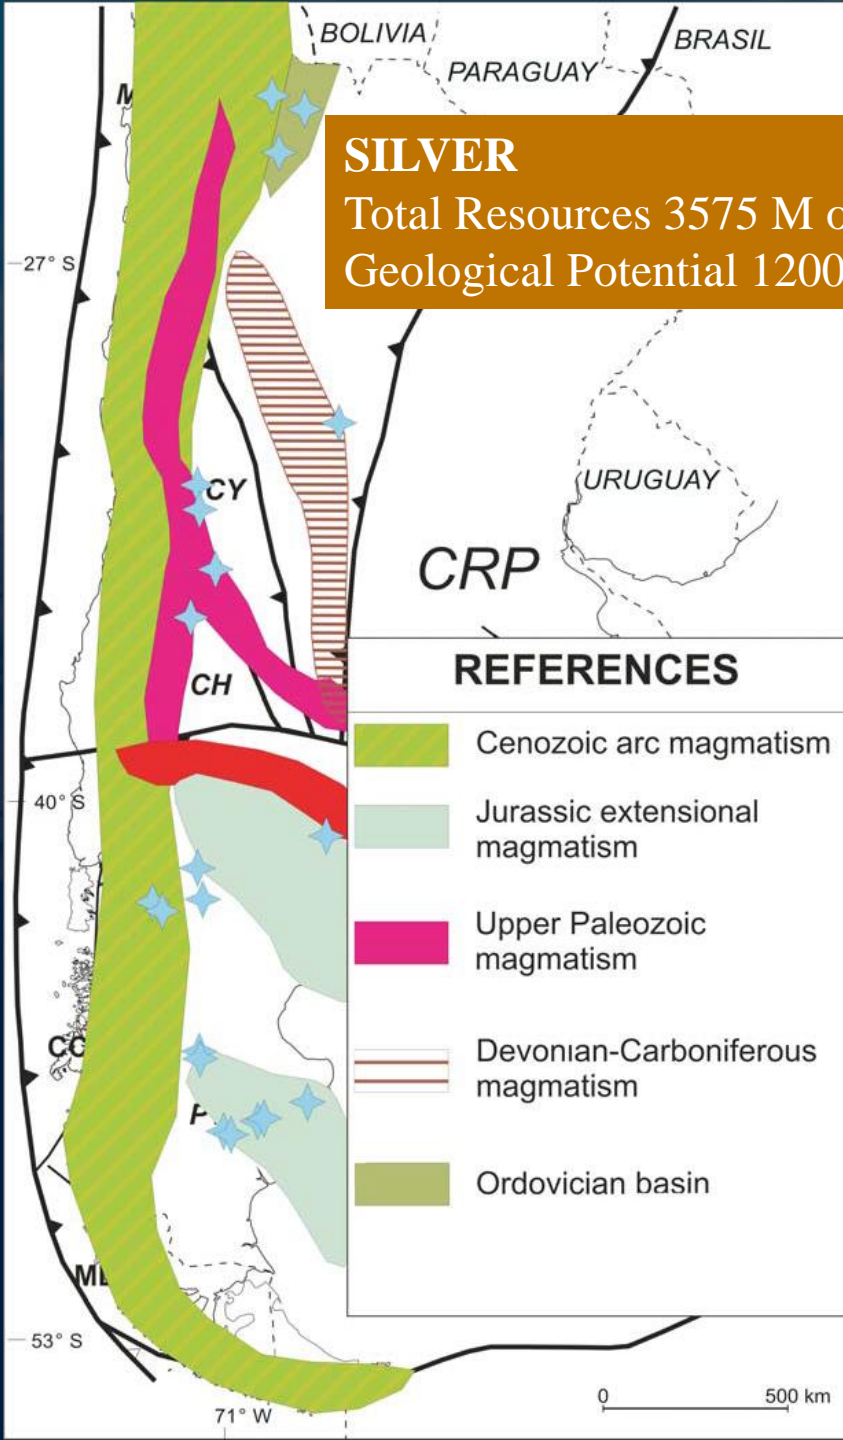 BOLIVIA
BRASIL
PARAGUAY
SILVER
Total Resources 3575 M o
Geological Potential 1200
27° S
CY
URUGUAY
CRP
CH
REFERENCES
Cenozoic arc magmatism
40° S
Jurassic extensional
magmatism
Upper Paleozoic
magmatism
Devonian-Carboniferous
magmatism
Ordovician basin
53° S
0 500 km
71° W